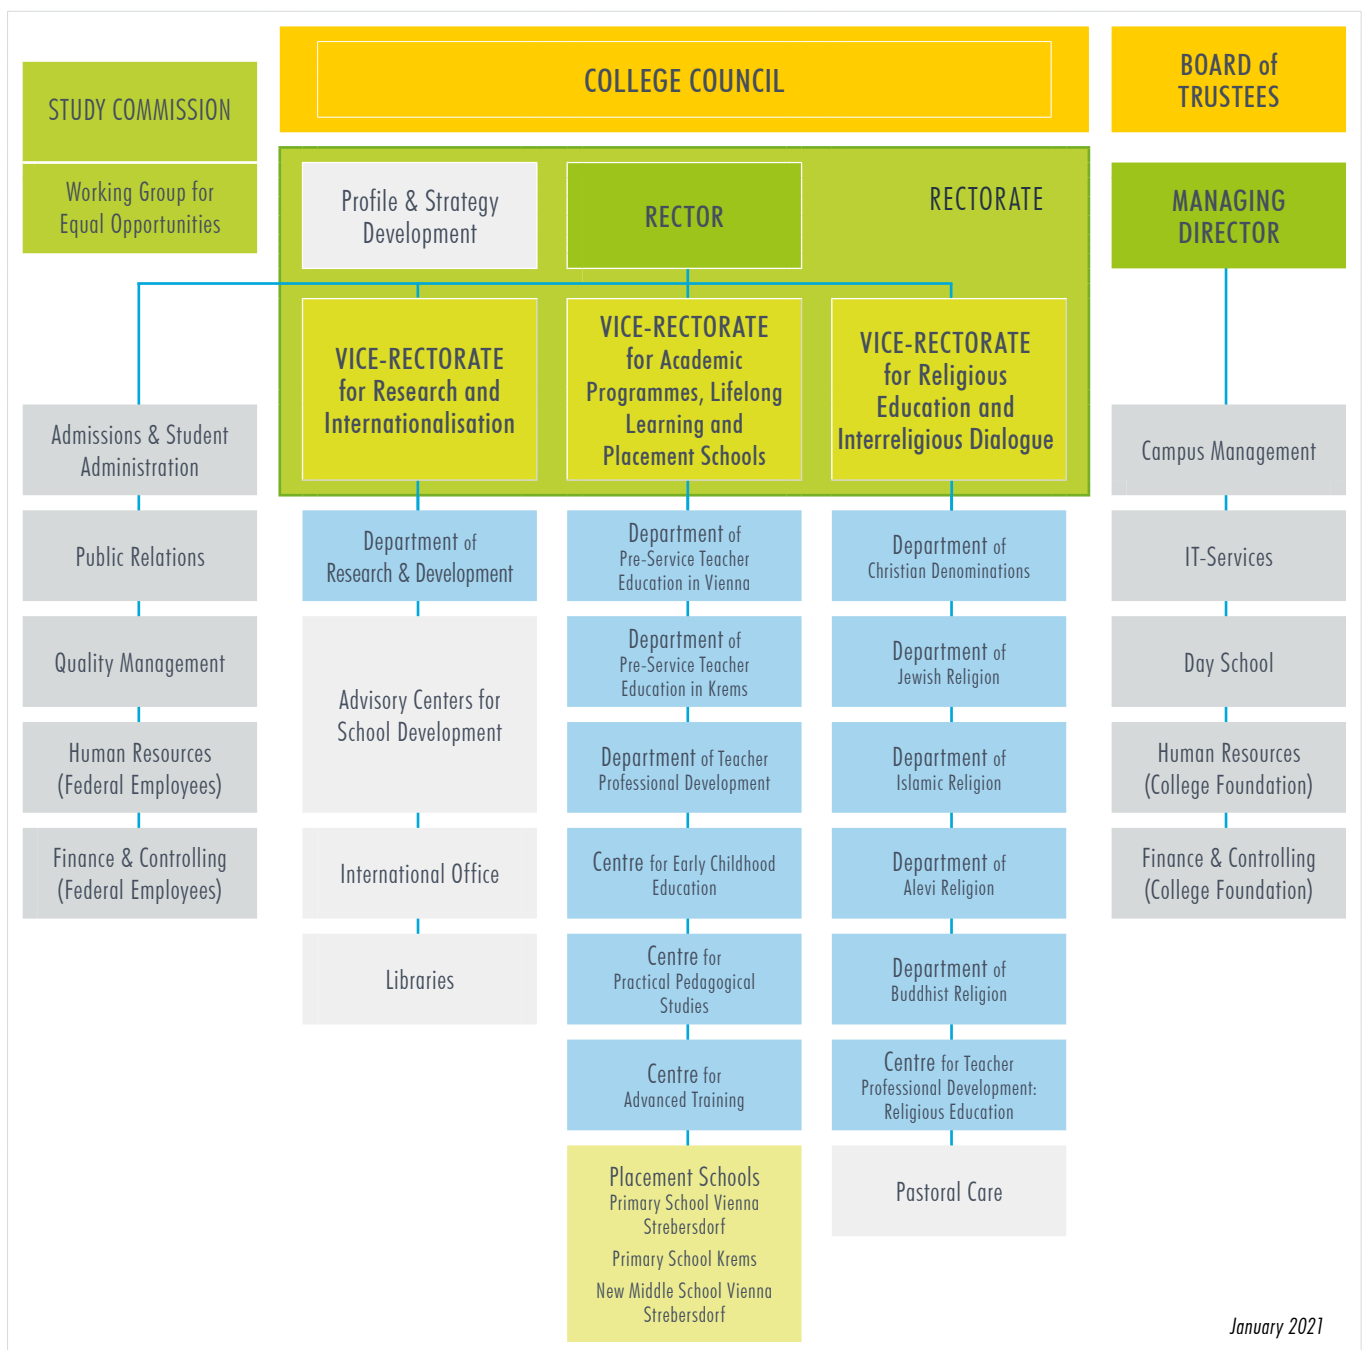 STUDY COMMISSION
Working Group for
Equal Opportunities
COLLEGE COUNCIL
BOARD of
TRUSTEES
Profile & Strategy
Development
RECTOR
RECTORATE
MANAGING
DIRECTOR
VICE-RECTORATE
for Research and
Internationalisation
VICE-RECTORATE
for Academic
Programmes, Lifelong
Learning and
Placement Schools
VICE-RECTORATE
for Religious
Education and
Interreligious Dialogue
Admissions & Student
Administration
Public Relations
Quality Management
Human Resources
(Federal Employees)
Finance & Controlling
(Federal Employees)
Department of
Research & Development
Advisory Centers for
School Development
International Office
Libraries
Department of
Pre-Service Teacher
Education in Vienna
Department of
Pre-Service Teacher
Education in Krems
Department of Teacher
Professional Development
Centre for Early Childhood
Education
Centre for
Practical Pedagogical
Studies
Centre for
Advanced Training
Placement Schools
Primary School Vienna
Strebersdorf
Primary School Krems
New Middle School Vienna
Strebersdorf
Department of
Christian Denominations
Department of
Jewish Religion
Department of
Islamic Religion
Department of
Alevi Religion
Department of
Buddhist Religion
Centre for Teacher
Professional Development:
Religious Education
Pastoral Care
Campus Management
IT-Services
Day School
Human Resources
(College Foundation)
Finance & Controlling
(College Foundation)
January 2021